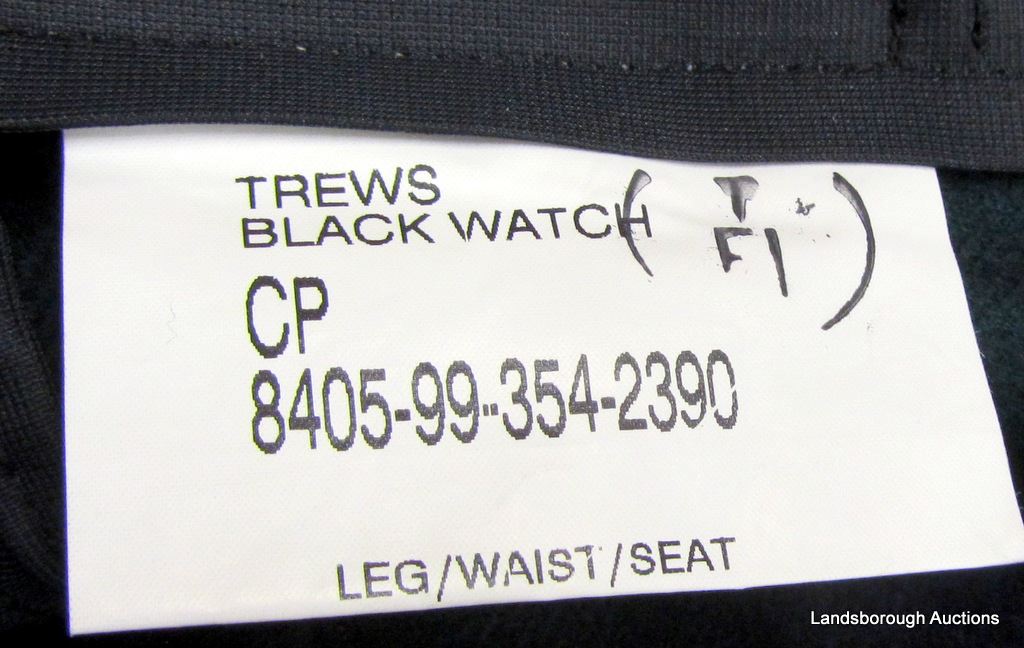 TREWS
BLACK WATCH
CP
8405-99-354-2390
LEG/WAIST/SEAT
Landsborough Auctions